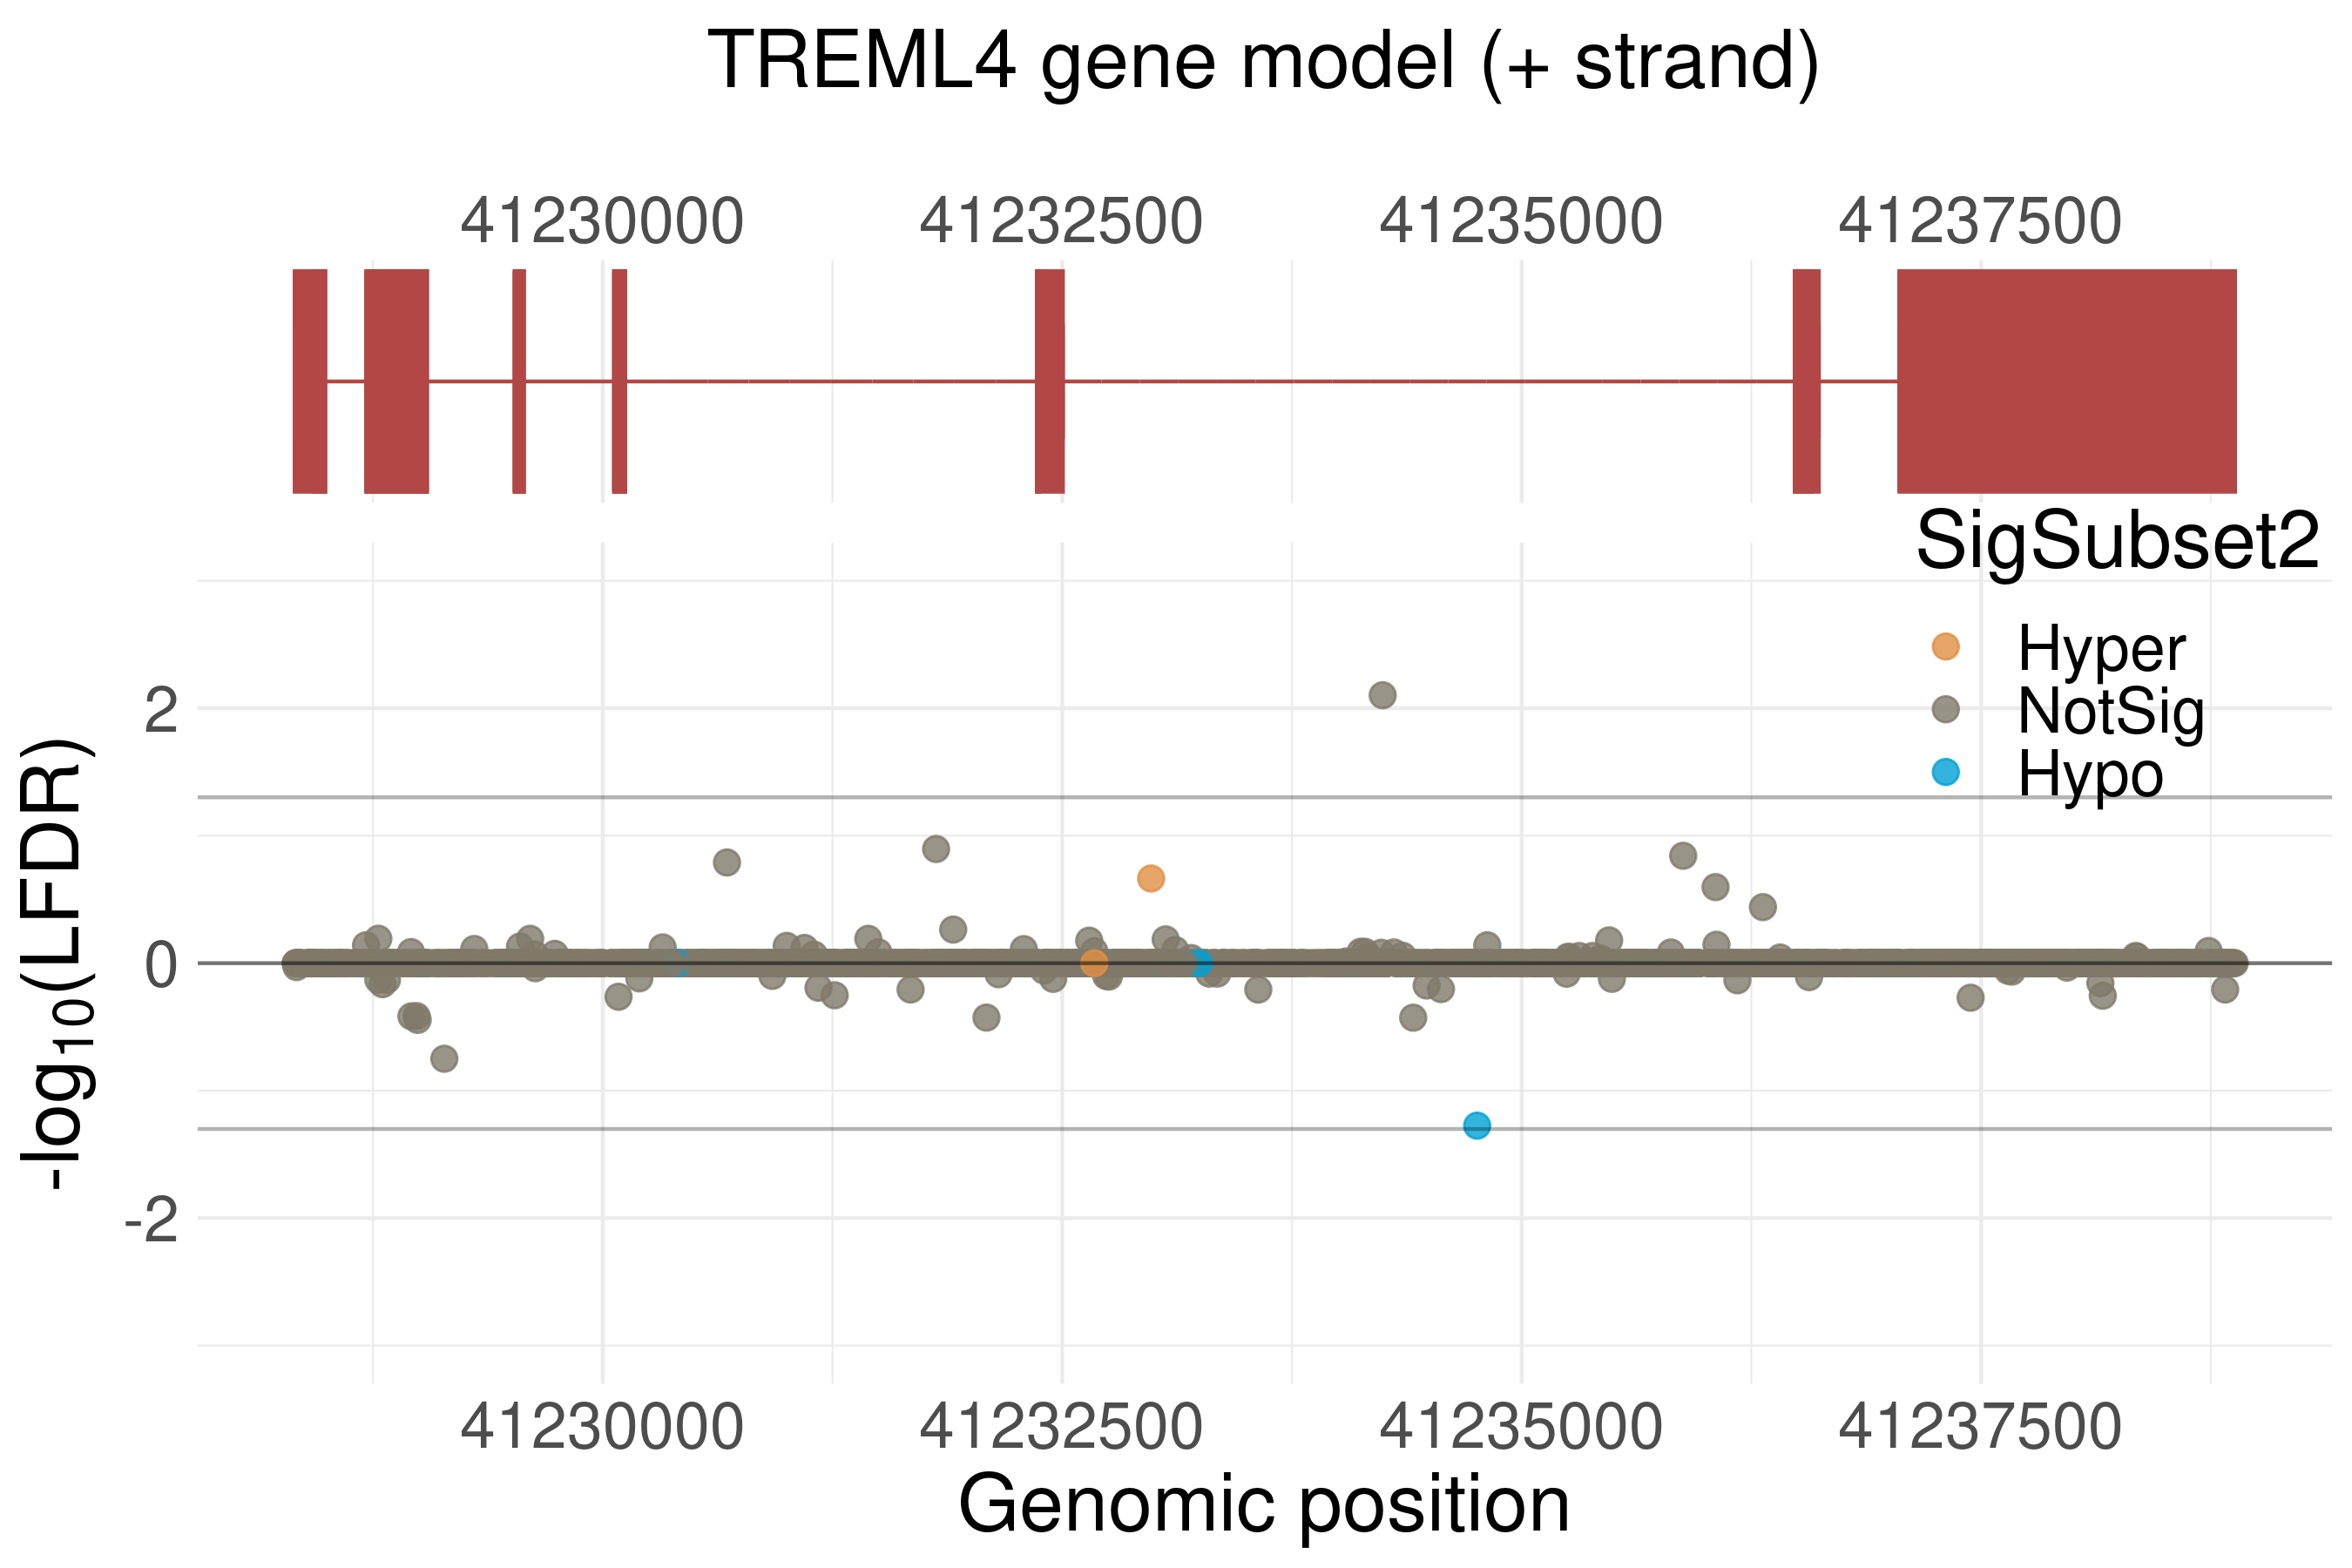 TREML4 gene model (+ strand)
41230000 41232500 41235000 41237500
SigSubset2
Hyper
NotSig
Hypo
2
0
-2
-log10(LFDR)
41230000 41232500 41235000 41237500
Genomic position